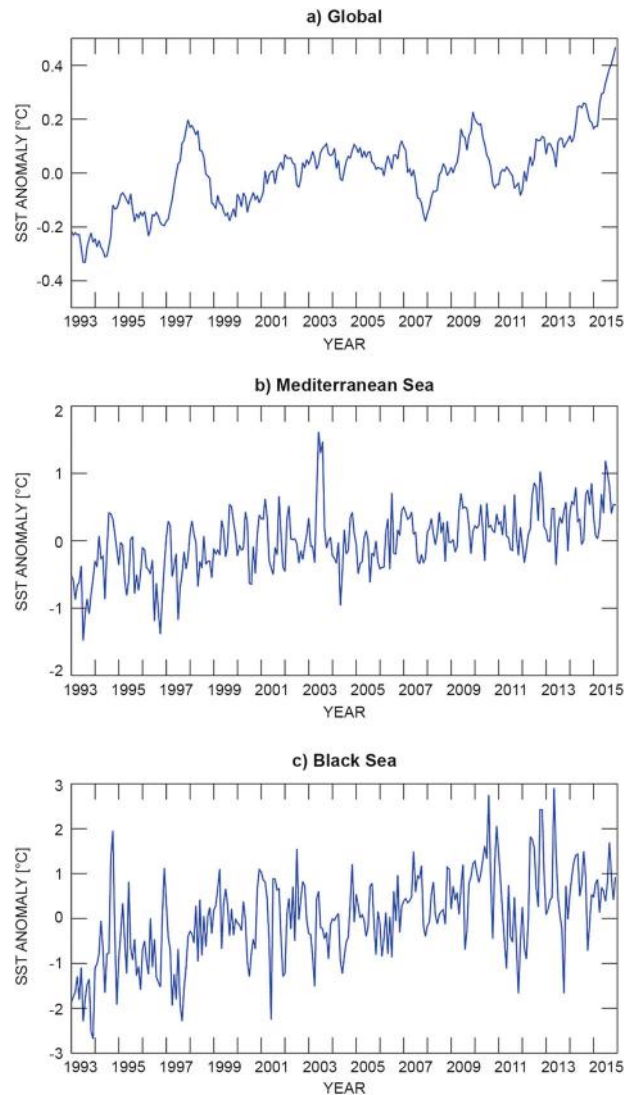 a) Global
SST ANOMALY [°C]
0.4
0.2
0.0
-0.2
-0.4
1993 1995 1997 1999 2001 2003 2005 2007 2009 2011 2013 2015
YEAR
b) Mediterranean Sea
SST ANOMALY [°C]
2
1
0
-1
-2
1993 1995 1997 1999 2001 2003 2005 2007 2009 2011 2013 2015
YEAR
c) Black Sea
SST ANOMALY [°C]
3
2
1
0
-1
-2
-3
1993 1995 1997 1999 2001 2003 2005 2007 2009 2011 2013 2015
YEAR